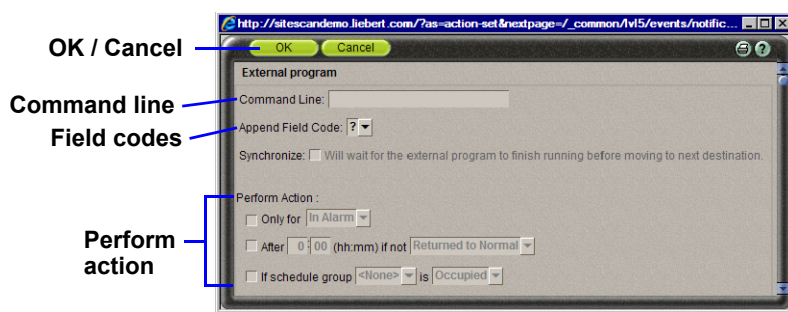 http://sitescandemo.liebert.com/?as=action-set&nextpage=/_common/lvl5/events/notific...
OK / Cancel
OK Cancel
External program
Command line
Command Line:
Field codes
Append Field Code: ?
Synchronize: Will wait for the external program to finish running before moving to next destination.
Perform Action :
Only for In Alarm
Perform
action
After 0 : 00 (hh:mm) if not Returned to Normal
If schedule group <None> is Occupied